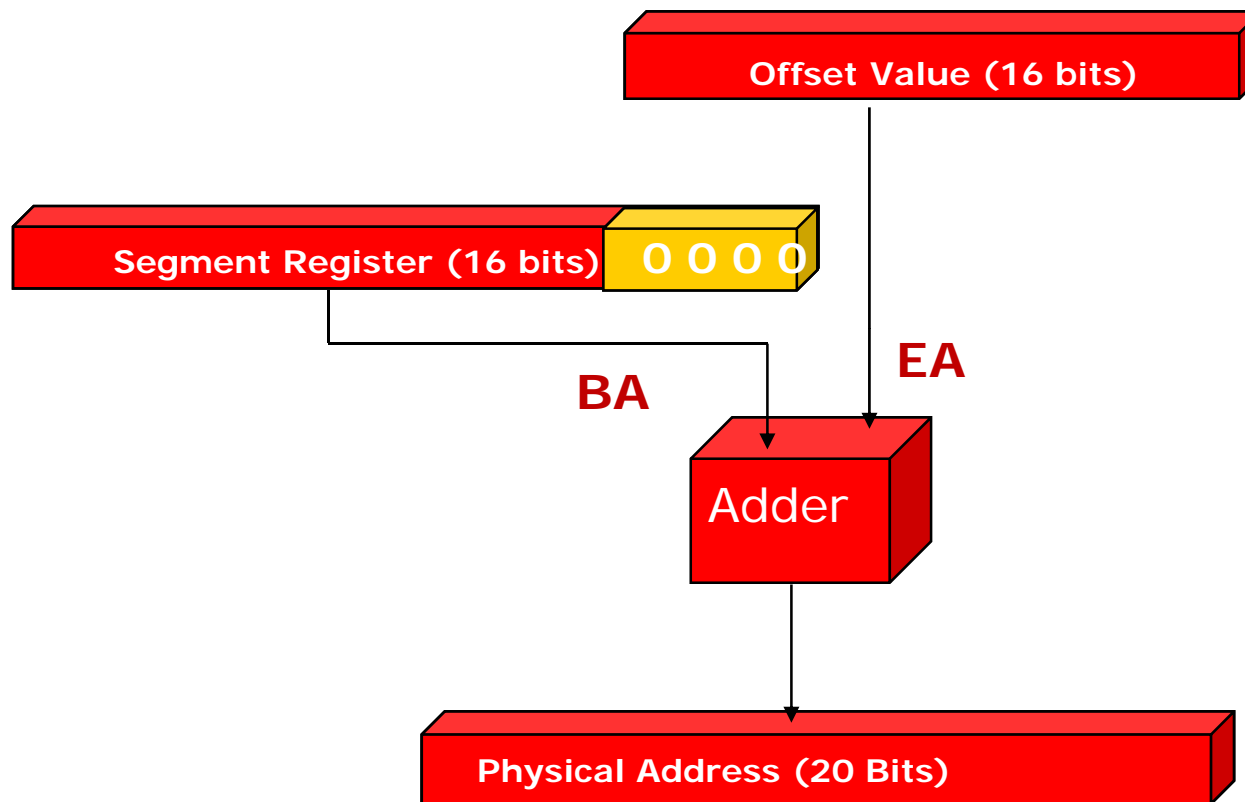 Offset Value (16 bits)
Segment Register (16 bits) 0 0 0 0
EA
BA
Adder
Physical Address (20 Bits)